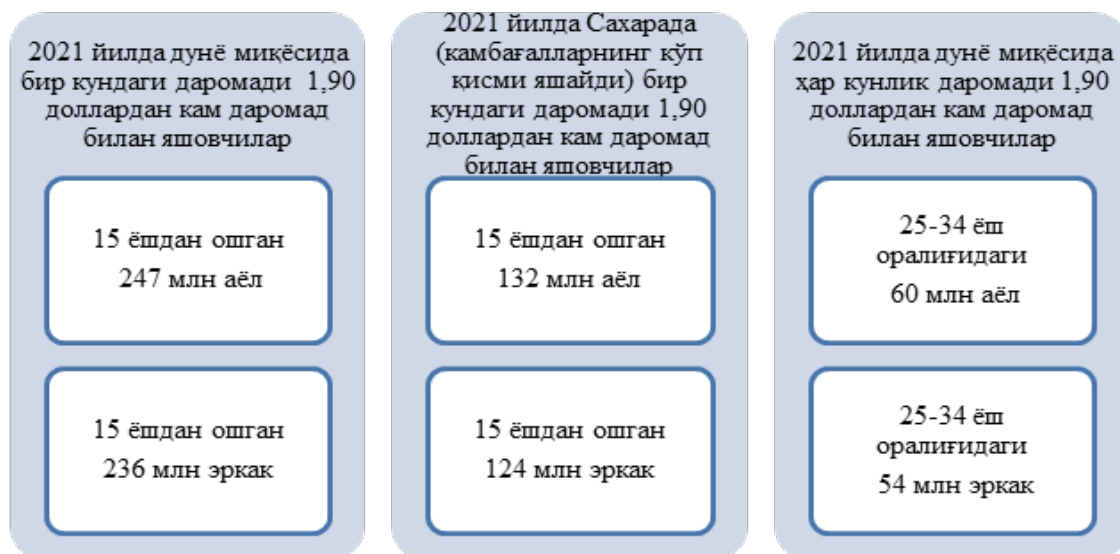 2021 йилда дунё миқёсида
бир кундаги даромади  1,90
доллардан кам даромад
билан яшовчилар
15 ёшдан ошган
247 млн аёл
15 ёшдан ошган
236 млн эркак
2021 йилда Сахарада
(камбағалларнинг кўп
қисми яшайди) бир
кундаги даромади 1,90
доллардан кам даромад
билан яшовчилар
15 ёшдан ошган
132 млн аёл
15 ёшдан ошган
124 млн эркак
2021 йилда дунё миқёсида
ҳар кунлик даромади 1,90
доллардан кам даромад
билан яшовчилар
25-34 ёш
оралиғидаги
60 млн аёл
25-34 ёш
оралиғидаги
54 млн эркак